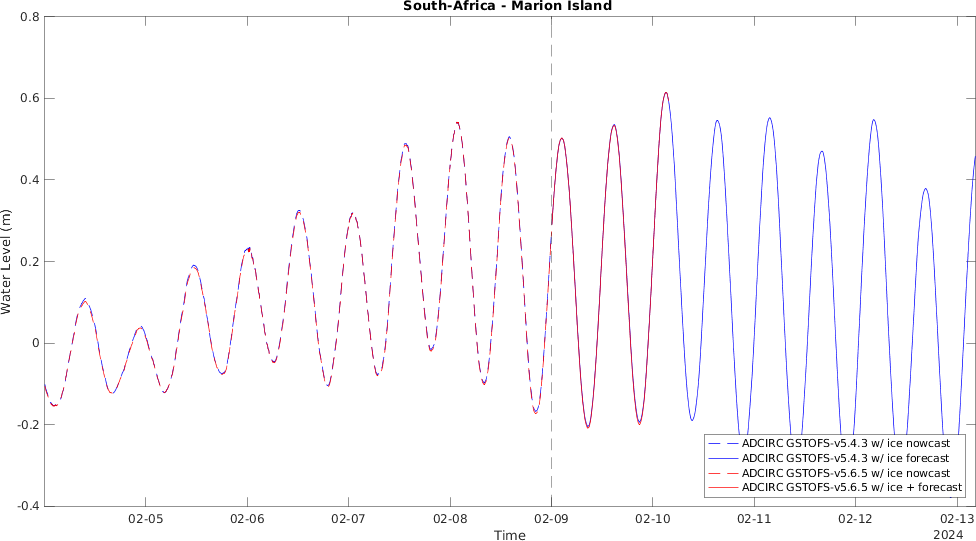 South-Africa - Marion Island
0.8
0.6
0.4
0.2
0
-0.2
-0.4
Water Level (m)
ADCIRC GSTOFS-v5.4.3 w/ ice nowcast
ADCIRC GSTOFS-v5.4.3 w/ ice forecast
ADCIRC GSTOFS-v5.6.5 w/ ice nowcast
ADCIRC GSTOFS-v5.6.5 w/ ice + forecast
02-05 02-06 02-07 02-08 02-09 02-10 02-11 02-12 02-13
Time
2024